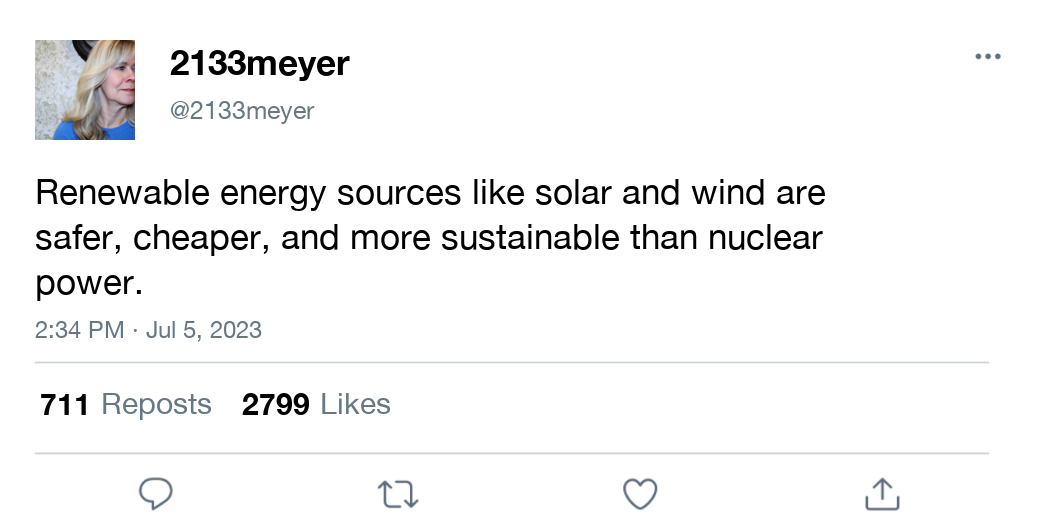 2133meyer
@2133meyer
Renewable energy sources like solar and wind are
safer, cheaper, and more sustainable than nuclear
power.
2:34 PM · Jul 5, 2023
711 Reposts 2799 Likes